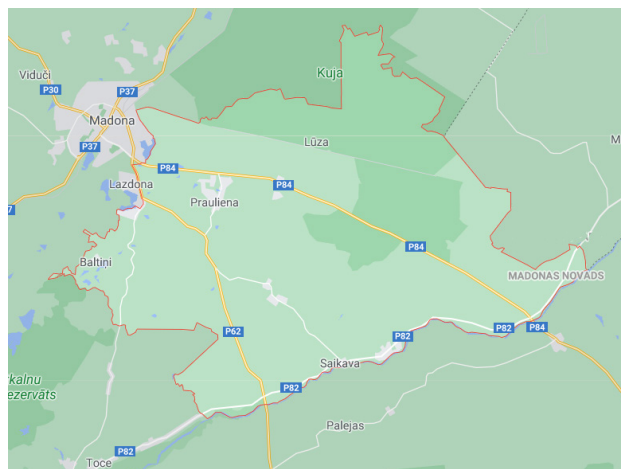 Kuja
Viduči
P30
P37
Madona
P37
Lūza
P84
Lazdona
P84
Prauliena
P84
Baltiņi
MADONAS NOVADS
P62
P82
P82
P84
Saikava
kalnu
ezervāts
P82
Palejas
P82
Toce